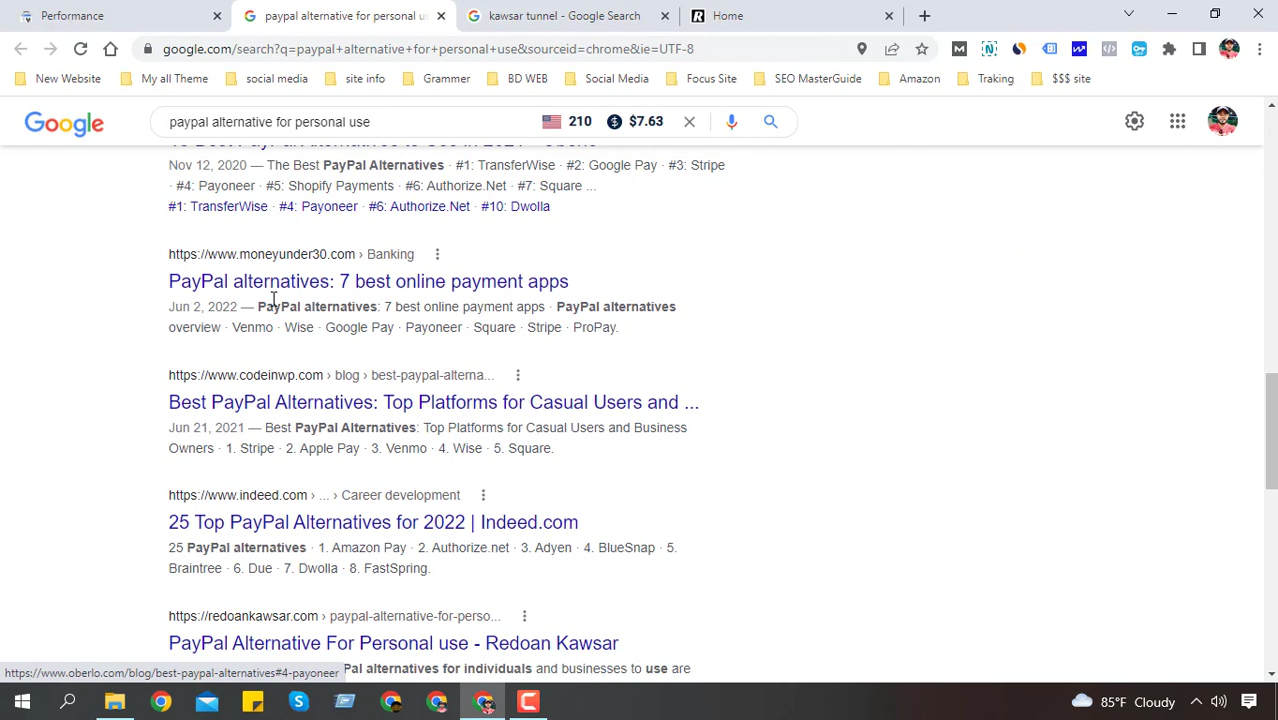 Performance
paypal alternative for personal us
kawsar tunnel - Google Search
Home
google.com/search?q=paypal+alternative+for+personal+use&sourceid=chrome&ie=UTF-8
New Website
My all Theme
social media
site info
Grammer
BD WEB
Social Media
Focus Site
SEO MasterGuide
Amazon
Traking
$$$ site
Google
paypal alternative for personal use
210
$7.63
Nov 12, 2020 — The Best PayPal Alternatives · #1: TransferWise · #2: Google Pay · #3: Stripe
· #4: Payoneer · #5: Shopify Payments · #6: Authorize.Net · #7: Square ...
#1: TransferWise · #4: Payoneer · #6: Authorize.Net · #10: Dwolla
https://www.moneyunder30.com › Banking
PayPal alternatives: 7 best online payment apps
Jun 2, 2022 — PayPal alternatives: 7 best online payment apps · PayPal alternatives
overview · Venmo · Wise · Google Pay · Payoneer · Square · Stripe · ProPay.
https://www.codeinwp.com › blog › best-paypal-alterna...
Best PayPal Alternatives: Top Platforms for Casual Users and ...
Jun 21, 2021 — Best PayPal Alternatives: Top Platforms for Casual Users and Business
Owners · 1. Stripe · 2. Apple Pay · 3. Venmo · 4. Wise · 5. Square.
https://www.indeed.com › ... › Career development
25 Top PayPal Alternatives for 2022 | Indeed.com
25 PayPal alternatives · 1. Amazon Pay · 2. Authorize.net · 3. Adyen · 4. BlueSnap · 5.
Braintree · 6. Due · 7. Dwolla · 8. FastSpring.
https://redoankawsar.com › paypal-alternative-for-perso...
PayPal Alternative For Personal use - Redoan Kawsar
Pal alternatives for individuals and businesses to use are
https://www.oberlo.com/blog/best-paypal-alternatives#4-payoneer
85°F Cloudy